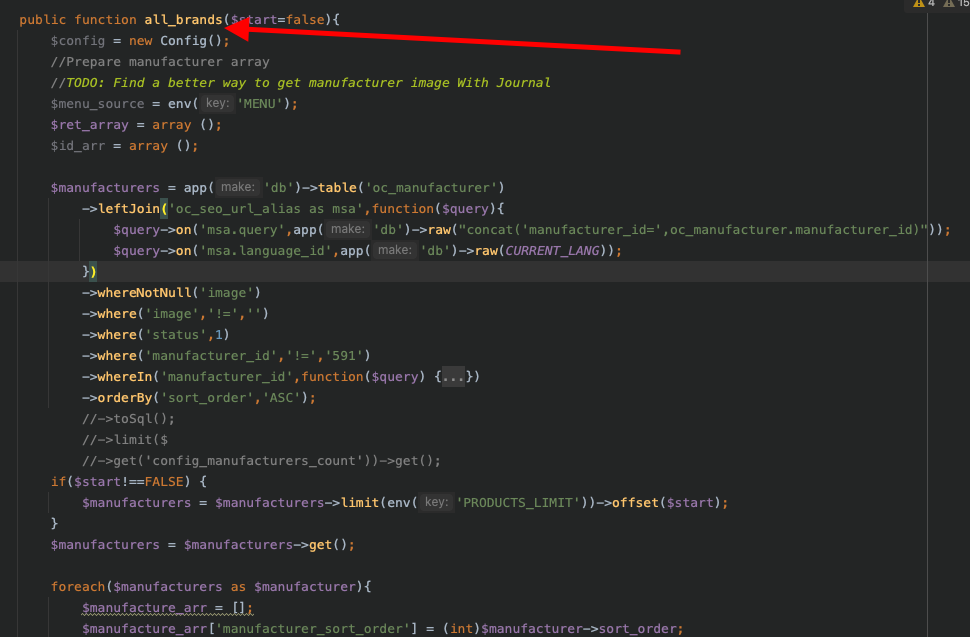 4 15
public function all_brands($start=false){
$config = new Config();
//Prepare manufacturer array
//TODO: Find a better way to get manufacturer image With Journal
$menu_source = env( key: 'MENU');
$ret_array = array ();
$id_arr = array ();
$manufacturers = app( make: 'db')->table('oc_manufacturer')
->leftJoin('oc_seo_url_alias as msa',function($query){
$query->on('msa.query',app( make: 'db')->raw("concat('manufacturer_id=',oc_manufacturer.manufacturer_id)"));
$query->on('msa.language_id',app( make: 'db')->raw(CURRENT_LANG));
})
->whereNotNull('image')
->where('image','!=','')
->where('status',1)
->where('manufacturer_id','!=','591')
->whereIn('manufacturer_id',function($query) {...})
->orderBy('sort_order','ASC');
//->toSql();
//->limit($
//->get('config_manufacturers_count'))->get();
if($start!==FALSE) {
$manufacturers = $manufacturers->limit(env( key: 'PRODUCTS_LIMIT'))->offset($start);
}
$manufacturers = $manufacturers->get();
foreach($manufacturers as $manufacturer){
$manufacture_arr = [];
$manufacture_arr['manufacturer_sort_order'] = (int)$manufacturer->sort_order;